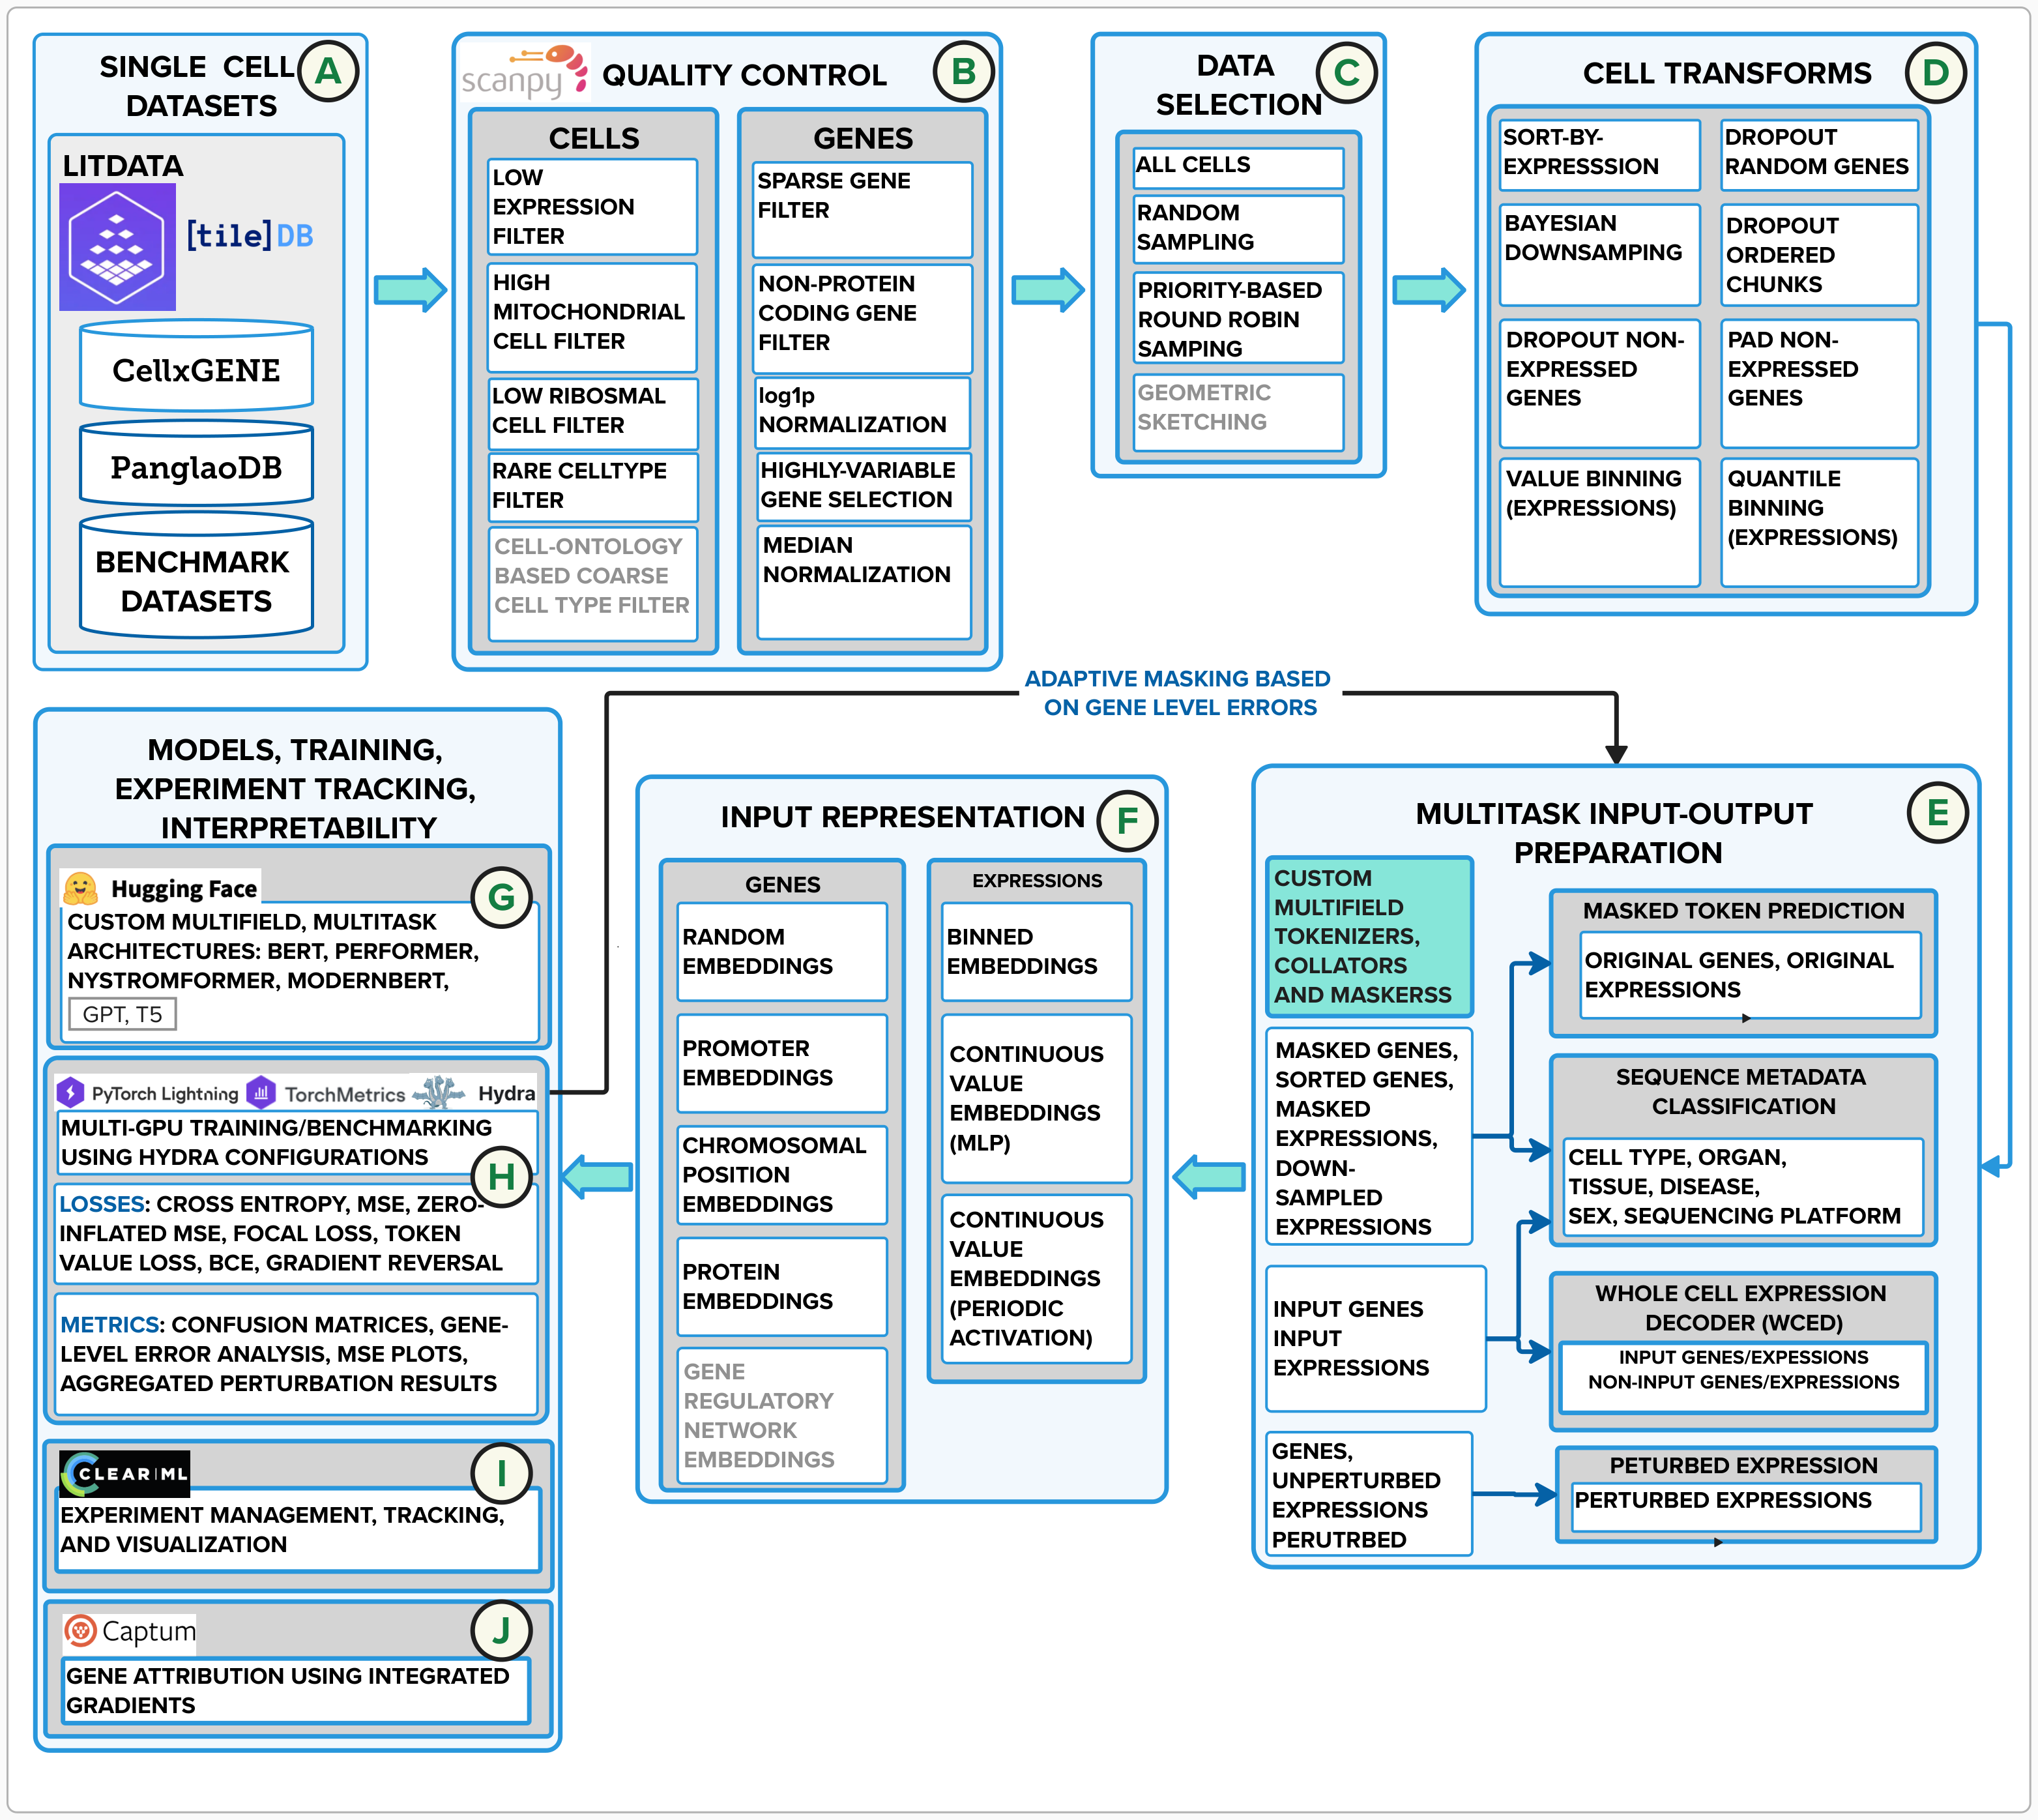 SINGLE CELL
DATASETS
A
LITDATA
[tile]DB
CellxGENE
PanglaoDB
BENCHMARK
DATASETS
scanpy
QUALITY CONTROL
B
CELLS
LOW
EXPRESSION
FILTER
HIGH
MITOCHONDRIAL
CELL FILTER
LOW RIBOSMAL
CELL FILTER
RARE CELLTYPE
FILTER
CELL-ONTOLOGY
BASED COARSE
CELL TYPE FILTER
GENES
SPARSE GENE
FILTER
NON-PROTEIN
CODING GENE
FILTER
log1p
NORMALIZATION
HIGHLY-VARIABLE
GENE SELECTION
MEDIAN
NORMALIZATION
DATA
SELECTION
C
ALL CELLS
RANDOM
SAMPLING
PRIORITY-BASED
ROUND ROBIN
SAMPING
GEOMETRIC
SKETCHING
CELL TRANSFORMS
D
SORT-BY-
EXPRESSSION
DROPOUT
RANDOM GENES
BAYESIAN
DOWNSAMPING
DROPOUT
ORDERED
CHUNKS
DROPOUT NON-
EXPRESSED
GENES
PAD NON-
EXPRESSED
GENES
VALUE BINNING
(EXPRESSIONS)
QUANTILE
BINNING
(EXPRESSIONS)
ADAPTIVE MASKING BASED
ON GENE LEVEL ERRORS
MULTITASK INPUT-OUTPUT
PREPARATION
E
CUSTOM
MULTIFIELD
TOKENIZERS,
COLLATORS
AND MASKERSS
MASKED GENES,
SORTED GENES,
MASKED
EXPRESSIONS,
DOWN-
SAMPLED
EXPRESSIONS
INPUT GENES
INPUT
EXPRESSIONS
GENES,
UNPERTURBED
EXPRESSIONS
PERUTRBED
MASKED TOKEN PREDICTION
ORIGINAL GENES, ORIGINAL
EXPRESSIONS
SEQUENCE METADATA
CLASSIFICATION
CELL TYPE, ORGAN,
TISSUE, DISEASE,
SEX, SEQUENCING PLATFORM
WHOLE CELL EXPRESSION
DECODER (WCED)
INPUT GENES/EXPESSIONS
NON-INPUT GENES/EXPRESSIONS
PETURBED EXPRESSION
PERTURBED EXPRESSIONS
INPUT REPRESENTATION
F
GENES
RANDOM
EMBEDDINGS
PROMOTER
EMBEDDINGS
CHROMOSOMAL
POSITION
EMBEDDINGS
PROTEIN
EMBEDDINGS
GENE
REGULATORY
NETWORK
EMBEDDINGS
EXPRESSIONS
BINNED
EMBEDDINGS
CONTINUOUS
VALUE
EMBEDDINGS
(MLP)
CONTINUOUS
VALUE
EMBEDDINGS
(PERIODIC
ACTIVATION)
MODELS, TRAINING,
EXPERIMENT TRACKING,
INTERPRETABILITY
Hugging Face
G
CUSTOM MULTIFIELD, MULTITASK
ARCHITECTURES: BERT, PERFORMER,
NYSTROMFORMER, MODERNBERT,
GPT, T5
PyTorch Lightning
TorchMetrics
Hydra
MULTI-GPU TRAINING/BENCHMARKING
USING HYDRA CONFIGURATIONS
H
LOSSES: CROSS ENTROPY, MSE, ZERO-
INFLATED MSE, FOCAL LOSS, TOKEN
VALUE LOSS, BCE, GRADIENT REVERSAL
METRICS: CONFUSION MATRICES, GENE-
LEVEL ERROR ANALYSIS, MSE PLOTS,
AGGREGATED PERTURBATION RESULTS
CLEAR|ML
I
EXPERIMENT MANAGEMENT, TRACKING,
AND VISUALIZATION
Captum
J
GENE ATTRIBUTION USING INTEGRATED
GRADIENTS